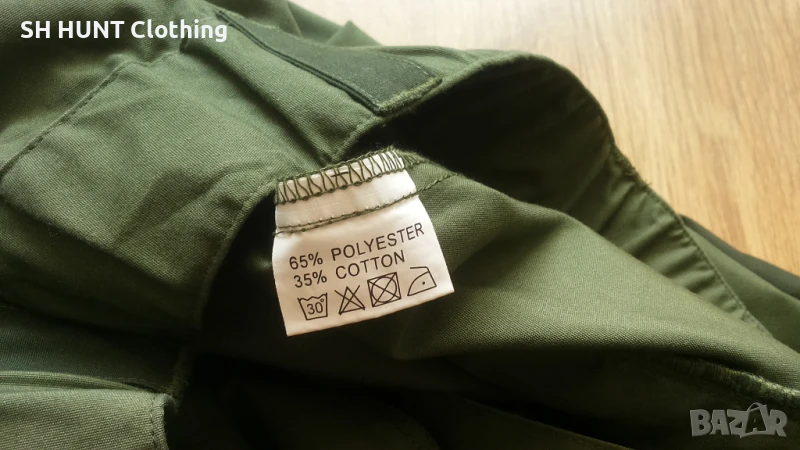 SH HUNT Clothing
65% POLYESTER
35% COTTON
30°
BAZAR